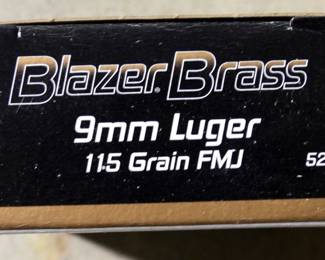 Blazer. Brass
9mm Luger
115 Grain FMJ
52